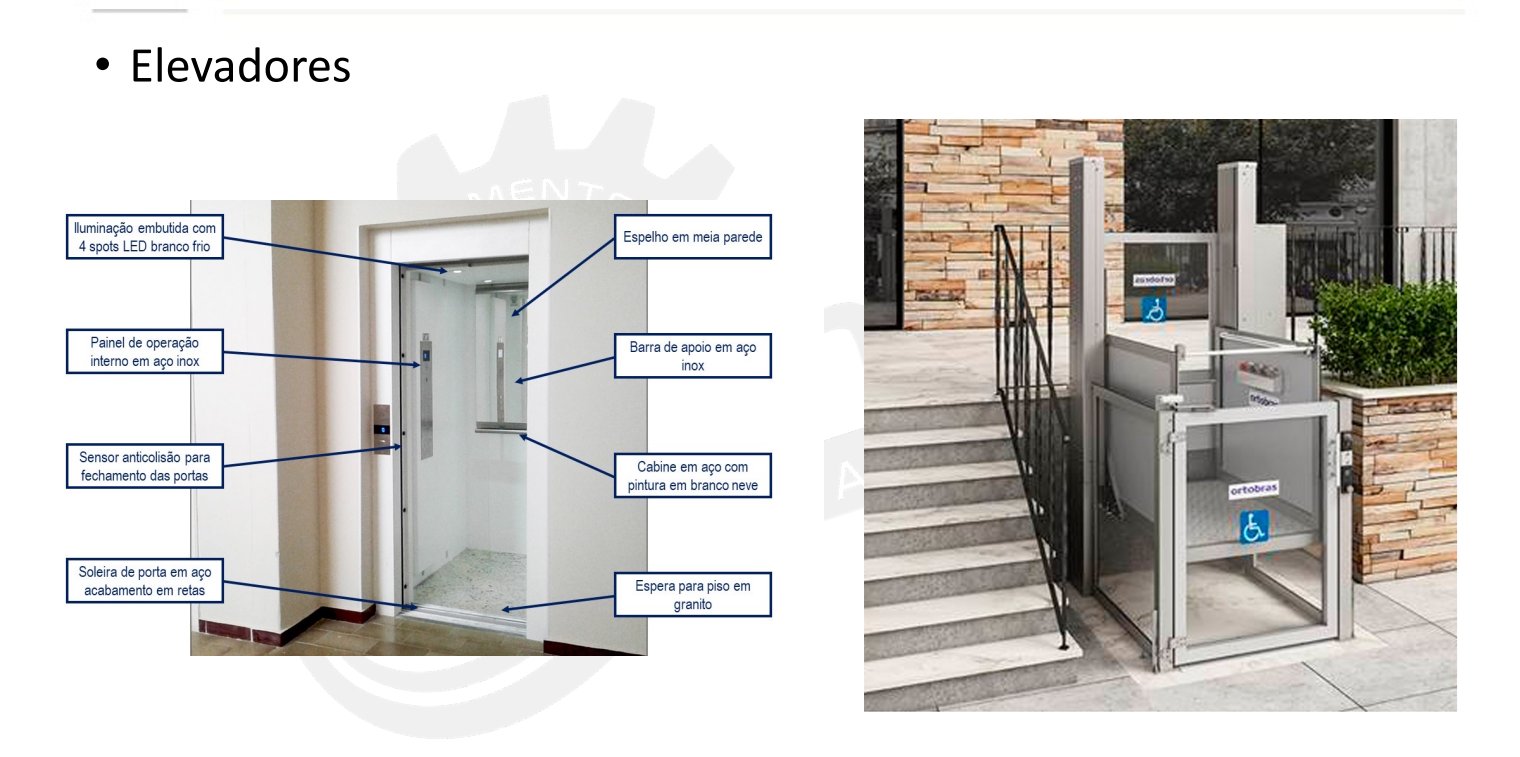 • Elevadores
MENTO
Iluminação embutida com
4 spots LED branco frio
Painel de operação
interno em aço inox
Sensor anticolisão para
fechamento das portas
Soleira de porta em aço
acabamento em retas
Espelho em meia parede
Barra de apoio em aço
inox
Cabine em aço com
pintura em branco neve
Espera para piso em
granito
ortobras
ortobras
ortobras